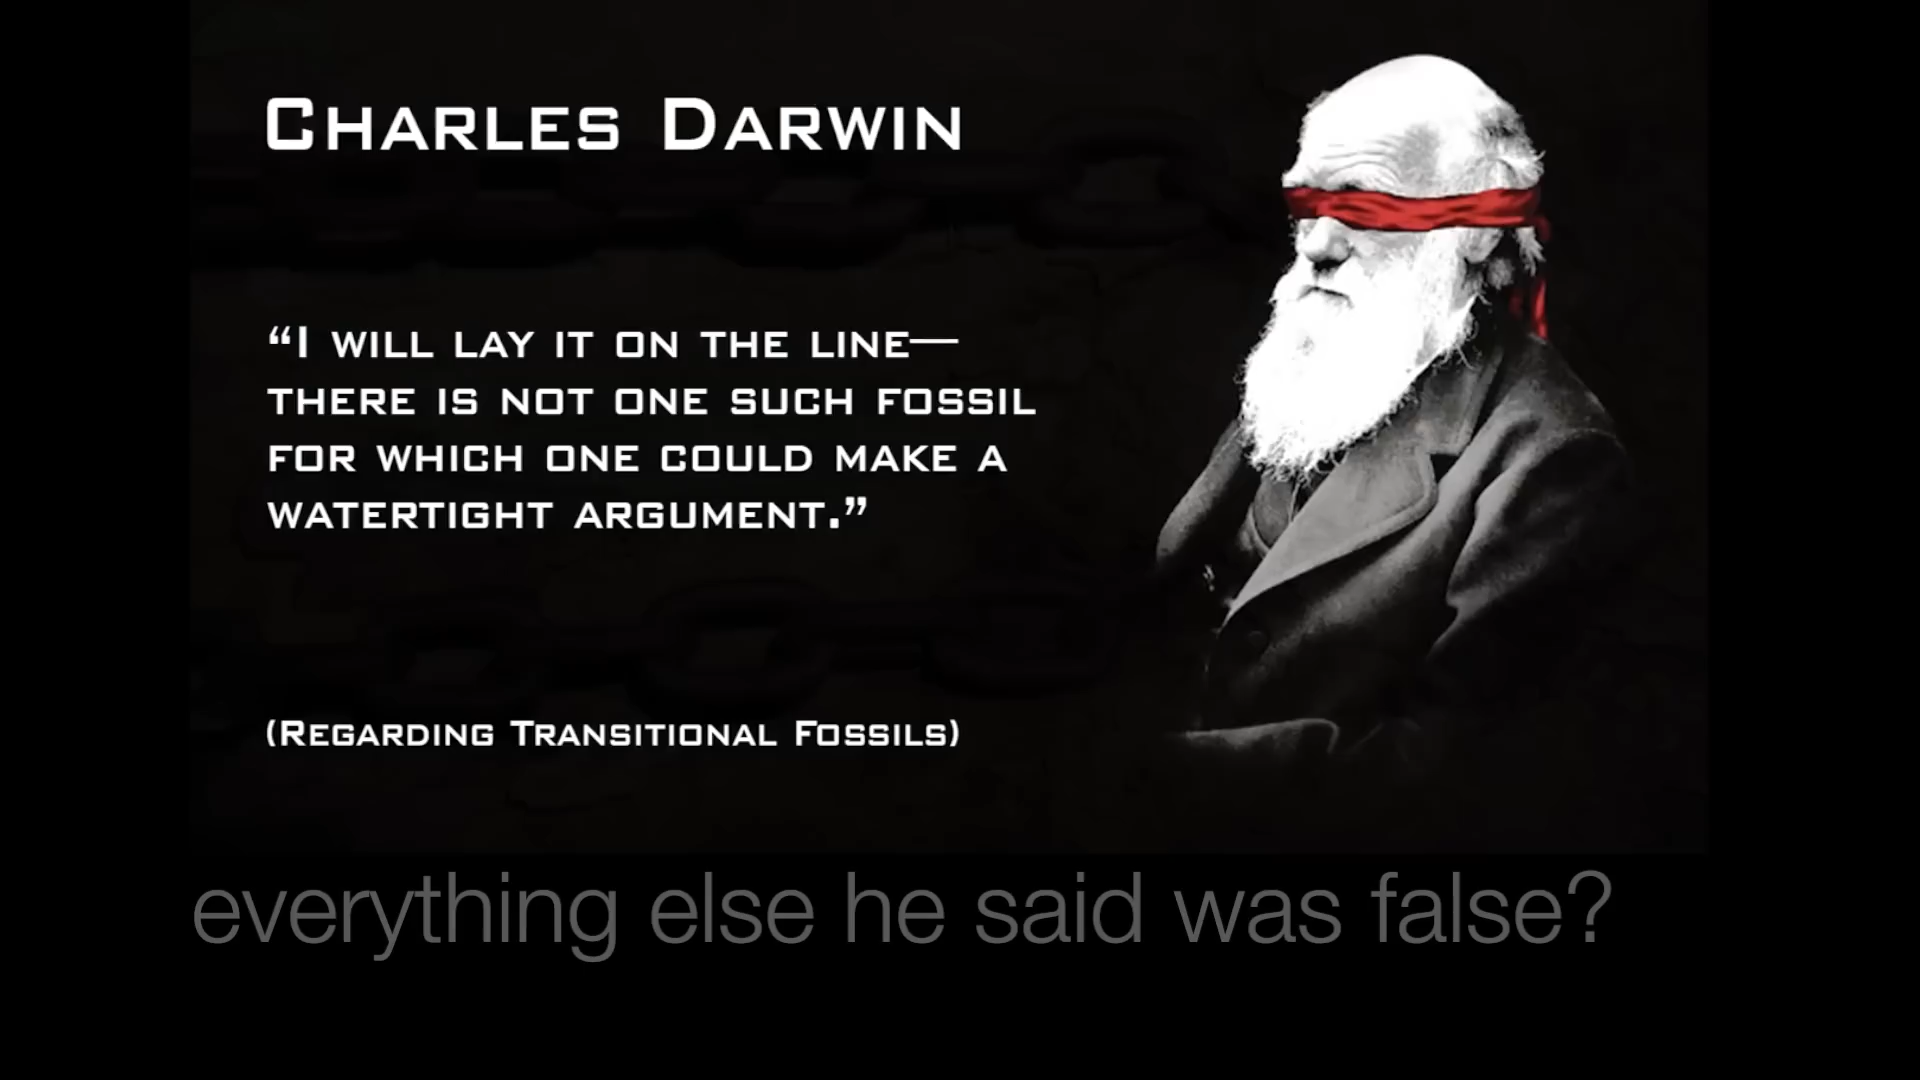 Charles Darwin
“I will lay it on the line—
there is not one such fossil
for which one could make a
watertight argument.”
(Regarding Transitional Fossils)
everything else he said was false?